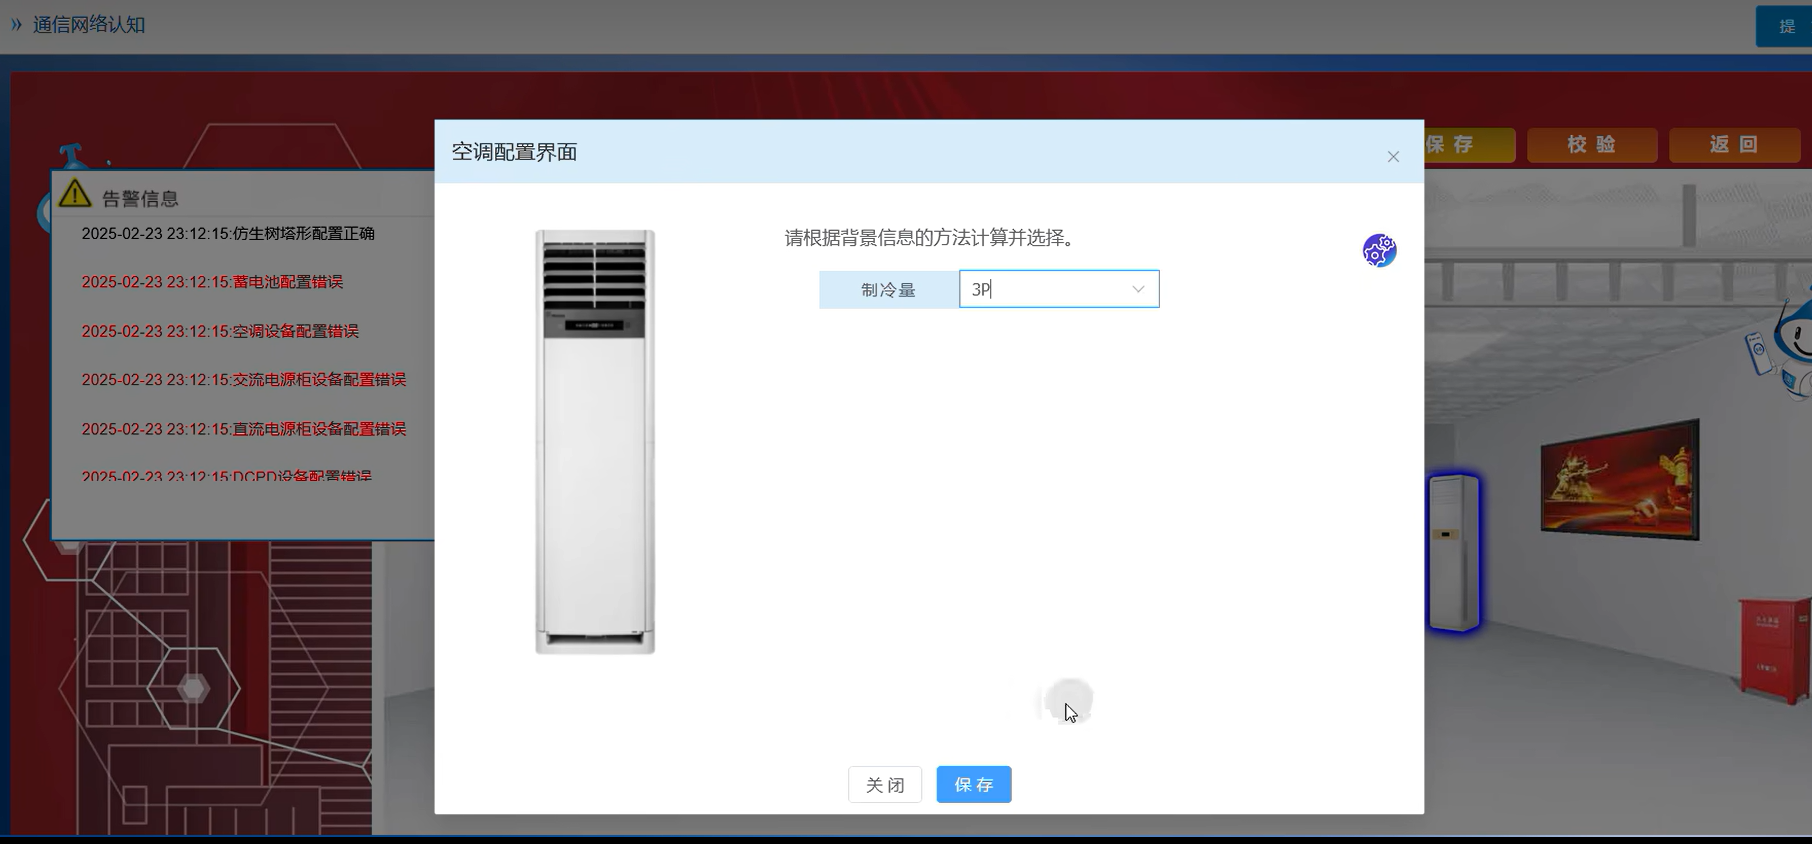 » 通信网络认知
提
保存
校验
返回
空调配置界面
×
告警信息
2025-02-23 23:12:15:仿生树塔形配置正确
2025-02-23 23:12:15:蓄电池配置错误
2025-02-23 23:12:15:空调设备配置错误
2025-02-23 23:12:15:交流电源柜设备配置错误
2025-02-23 23:12:15:直流电源柜设备配置错误
2025-02-23 23:12:15:DCPD设备配置错误
请根据背景信息的方法计算并选择。
制冷量
3P
关闭
保存